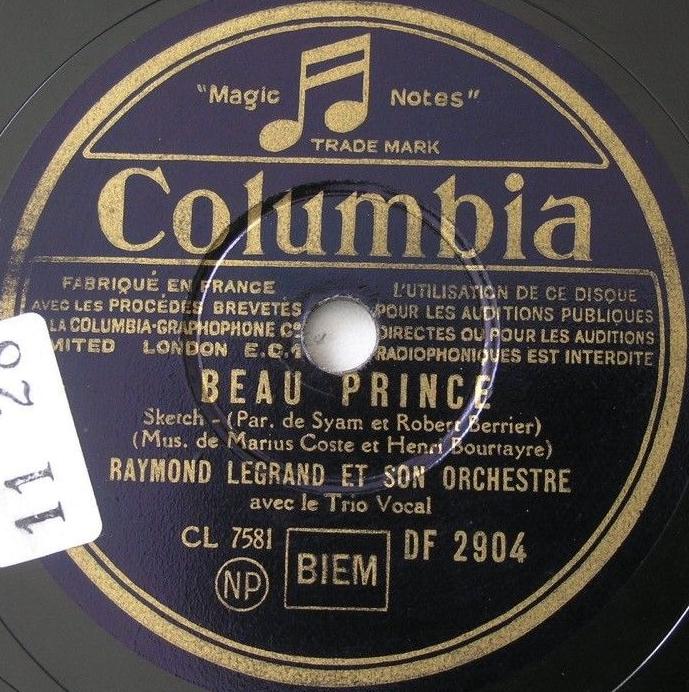 "Magic Notes"
TRADE MARK
Columbia
FABRIQUÉ EN FRANCE
AVEC LES PROCÉDÉS BREVETÉS
LA COLUMBIA-GRAPHOPHONE Cº
LIMITED LONDON E.C.1
L'UTILISATION DE CE DISQUE
POUR LES AUDITIONS PUBLIQUES
DIRECTES OU POUR LES AUDITIONS
RADIOPHONIQUES EST INTERDITE
BEAU PRINCE
Sketch - (Par. de Syam et Robert Berrier)
(Mus. de Marius Coste et Henri Bourtayre)
RAYMOND LEGRAND ET SON ORCHESTRE
avec le Trio Vocal
CL 7581
DF 2904
NP
BIEM
11 20